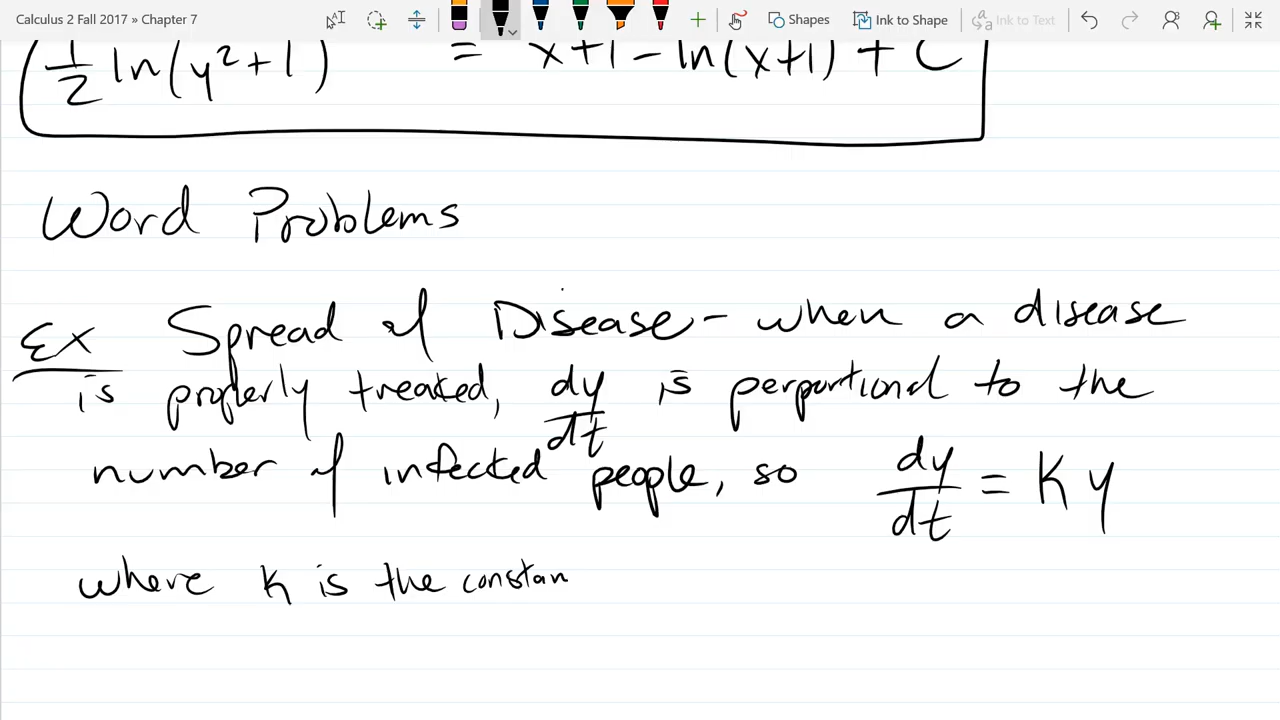 Calculus 2 Fall 2017 » Chapter 7
Shapes
Ink to Shape
Ink to Text
1/2 ln(y²+1) = x+1 - ln(x+1) + C
Word Problems
Ex Spread of Disease - when a disease
is properly treated, dy/dt is perportional to the
number of infected people, so dy/dt = Ky
where K is the constan